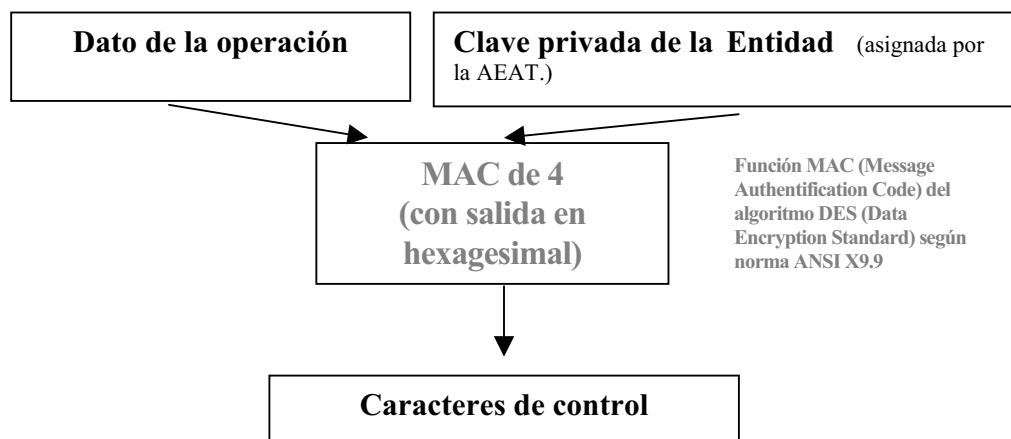 Dato de la operación
Clave privada de la Entidad (asignada por
la AEAT.)
MAC de 4
(con salida en
hexagesimal)
Función MAC (Message
Authentification Code) del
algoritmo DES (Data
Encryption Standard) según
norma ANSI X9.9
Caracteres de control